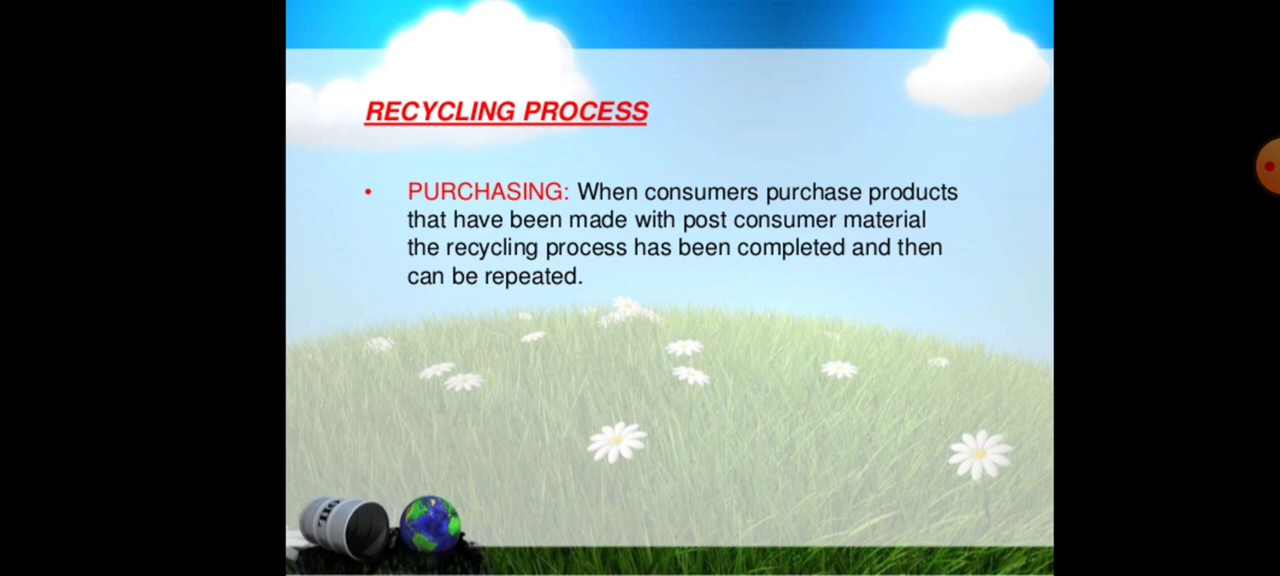 RECYCLING PROCESS
• PURCHASING: When consumers purchase products
that have been made with post consumer material
the recycling process has been completed and then
can be repeated.
OIL